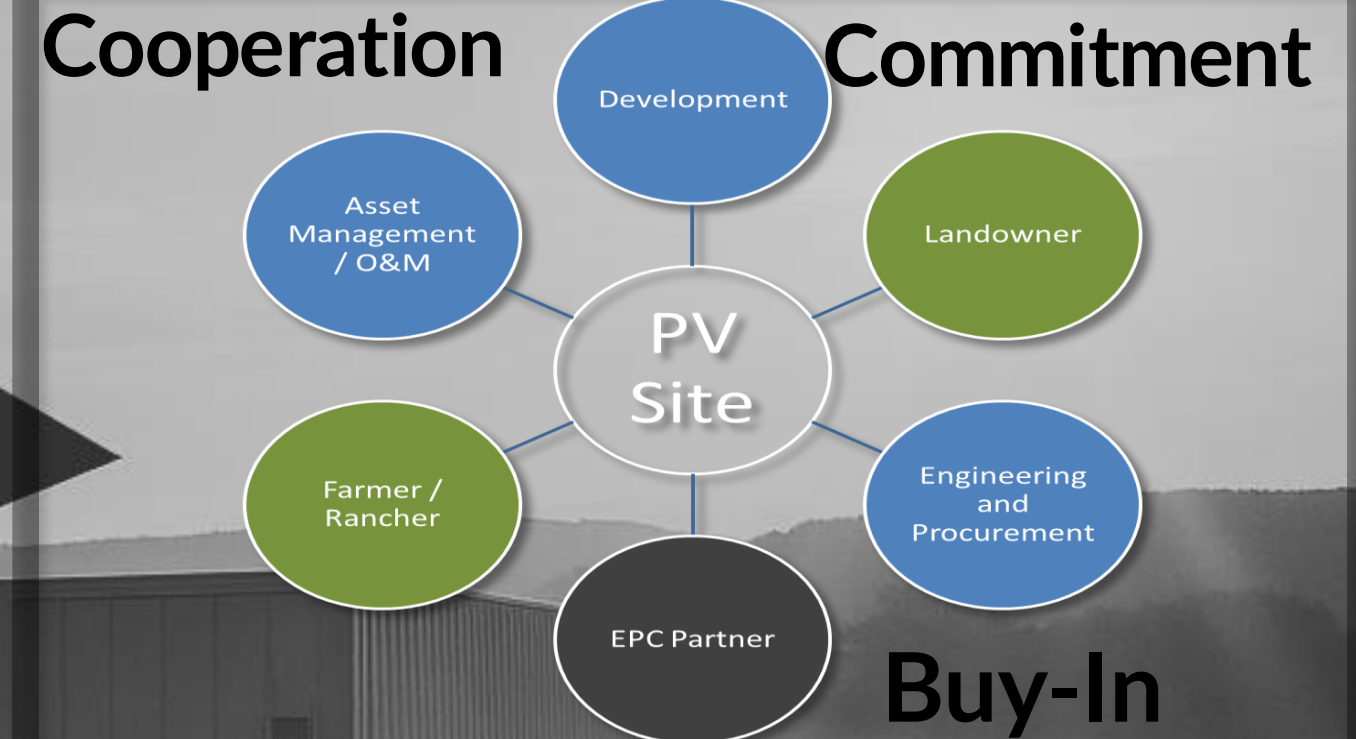 Cooperation
Commitment
Development
Asset
Management
/ O&M
Landowner
PV
Site
Farmer /
Rancher
Engineering
and
Procurement
EPC Partner
Buy-In